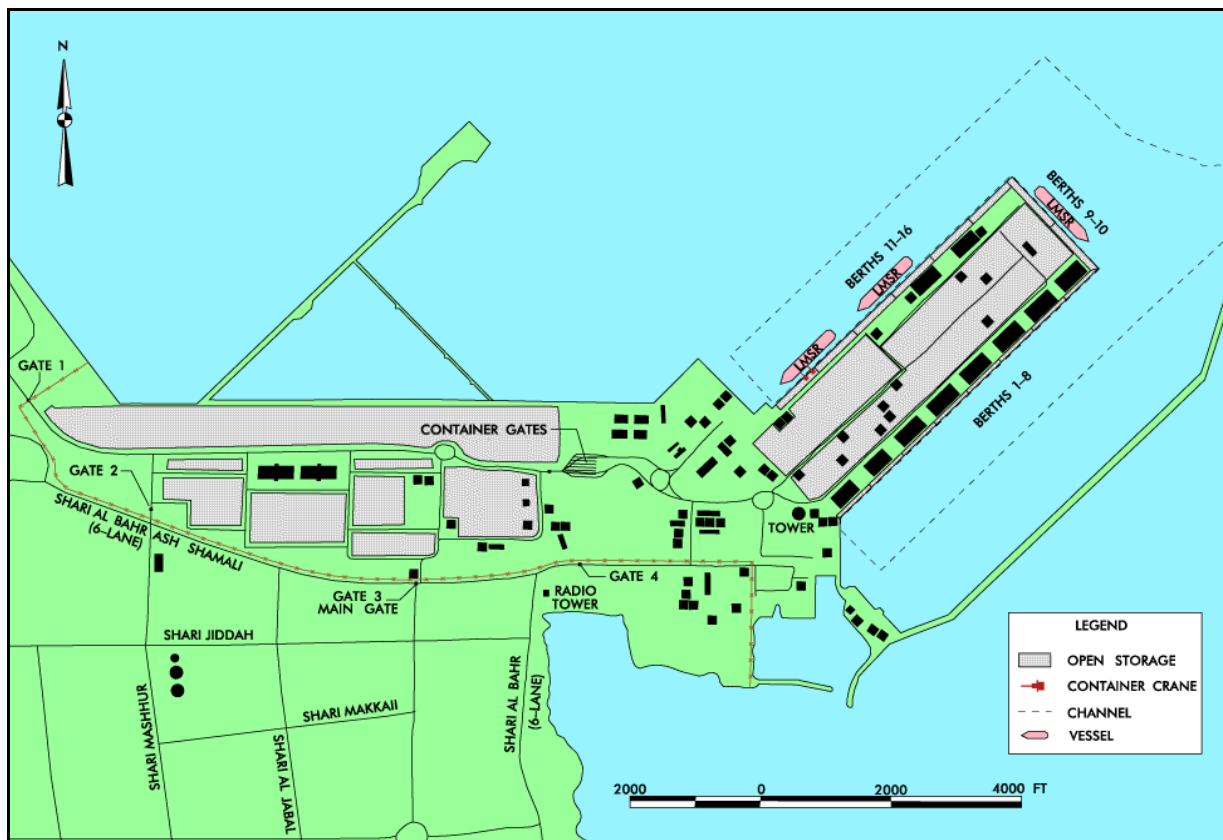 N
BERTHS 9–10
LMSR
BERTHS 11–16
LMSR
LMSR
GATE 1
CONTAINER GATES
BERTHS 1–8
GATE 2
SHARI AL BAHR ASH SHAMALI
(6–LANE)
TOWER
GATE 4
GATE 3
MAIN GATE
RADIO
TOWER
SHARI JIDDAH
SHARI MASHHUR
SHARI MAKKAII
SHARI AL JABAL
SHARI AL BAHR
(6–LANE)
LEGEND
OPEN STORAGE
CONTAINER CRANE
CHANNEL
VESSEL
2000 0 2000 4000 FT